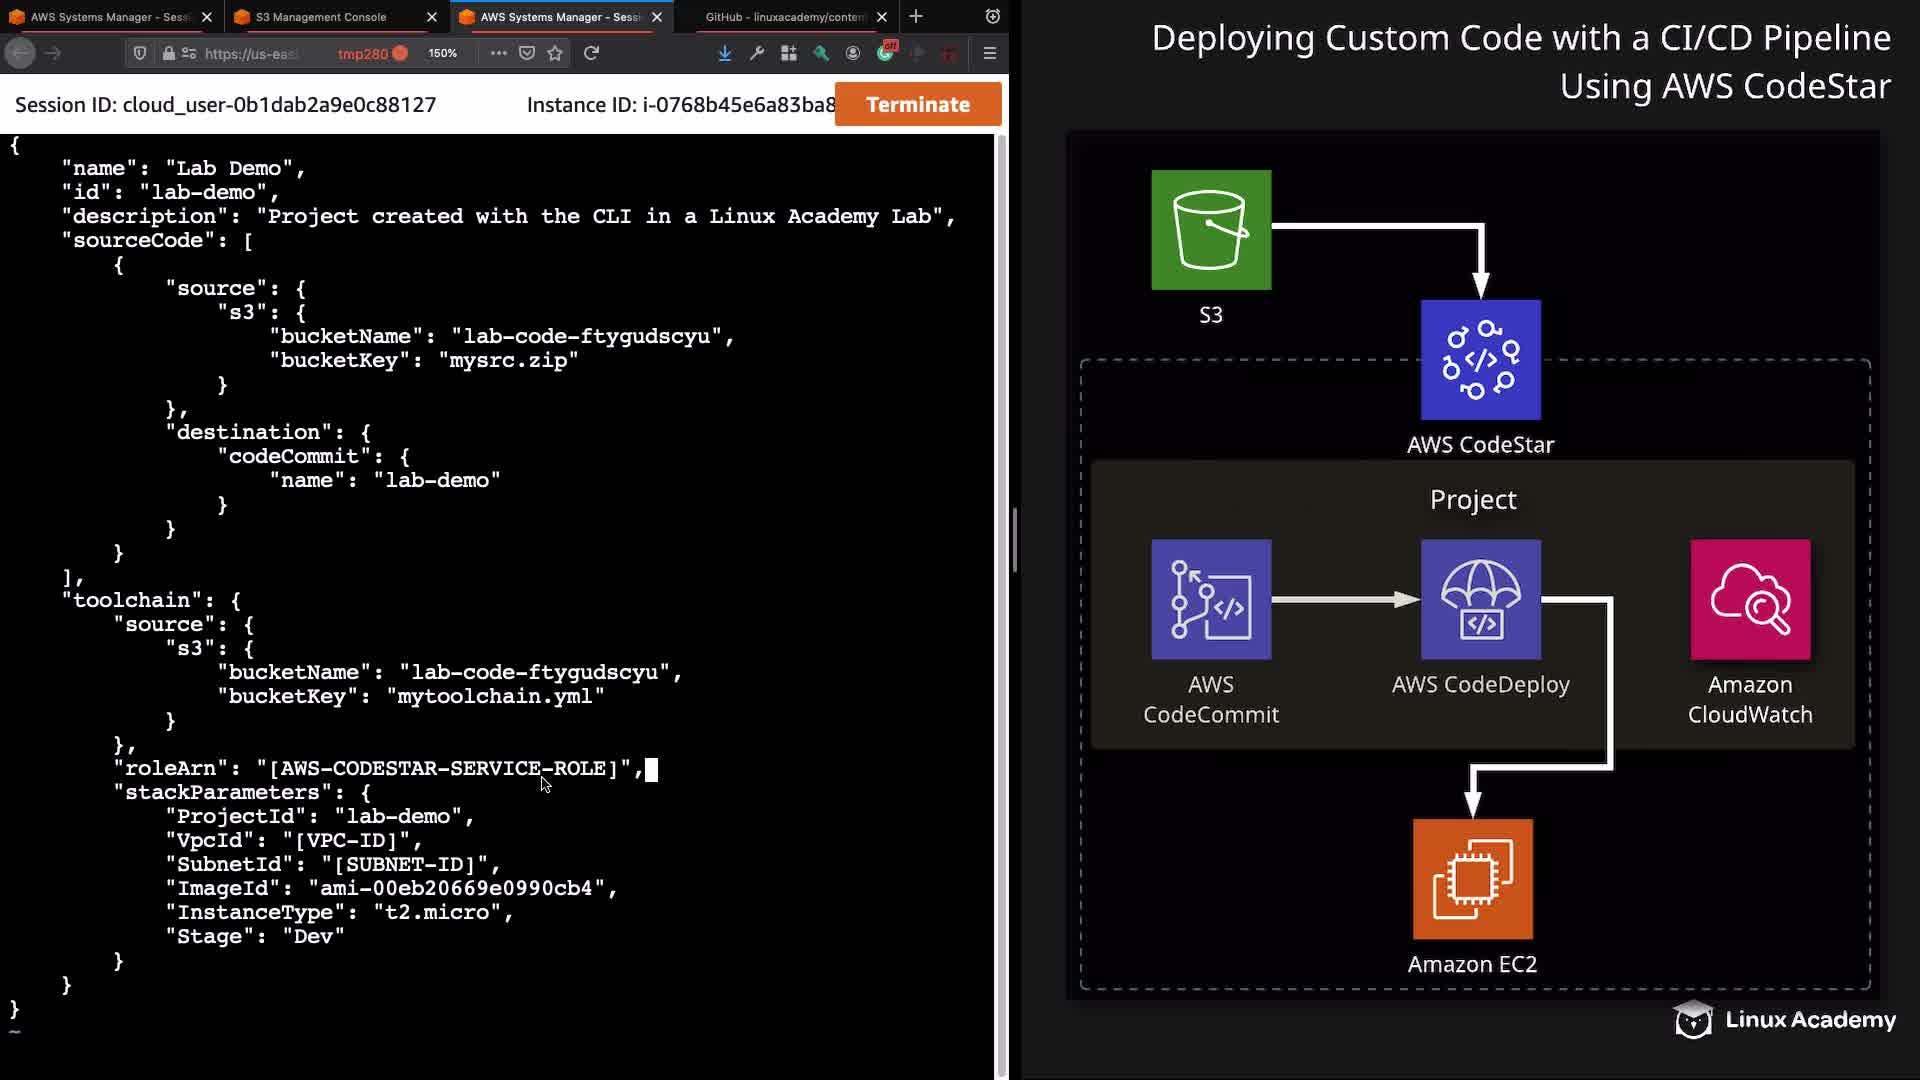 AWS Systems Manager - Sessi
S3 Management Console
AWS Systems Manager - Sessi
GitHub - linuxacademy/conten
https://us-eas
tmp280
150%
off
Session ID: cloud_user-0b1dab2a9e0c88127
Instance ID: i-0768b45e6a83ba8
Terminate
{
"name": "Lab Demo",
"id": "lab-demo",
"description": "Project created with the CLI in a Linux Academy Lab",
"sourceCode": [
{
"source": {
"s3": {
"bucketName": "lab-code-ftygudscyu",
"bucketKey": "mysrc.zip"
}
},
"destination": {
"codeCommit": {
"name": "lab-demo"
}
}
}
],
"toolchain": {
"source": {
"s3": {
"bucketName": "lab-code-ftygudscyu",
"bucketKey": "mytoolchain.yml"
}
},
"roleArn": "[AWS-CODESTAR-SERVICE-ROLE]",
"stackParameters": {
"ProjectId": "lab-demo",
"VpcId": "[VPC-ID]",
"SubnetId": "[SUBNET-ID]",
"ImageId": "ami-00eb20669e0990cb4",
"InstanceType": "t2.micro",
"Stage": "Dev"
}
}
}
~
Deploying Custom Code with a CI/CD Pipeline
Using AWS CodeStar
S3
AWS CodeStar
Project
AWS
CodeCommit
AWS CodeDeploy
Amazon
CloudWatch
Amazon EC2
Linux Academy